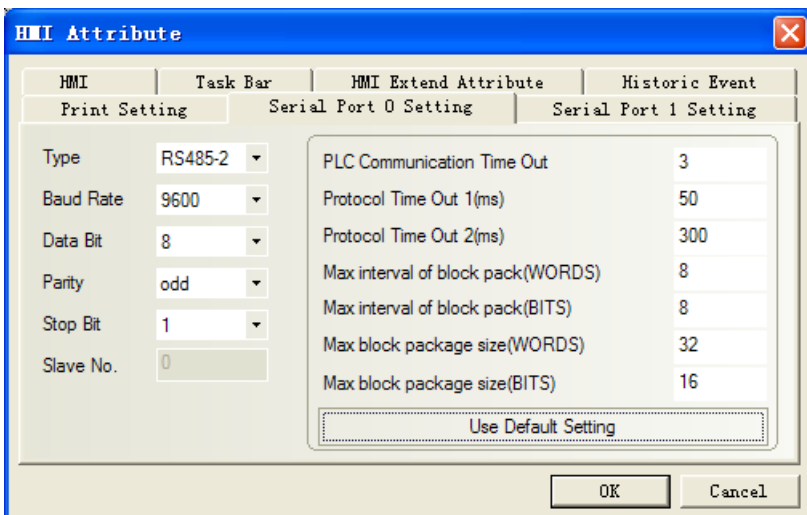 HMI Attribute
HMI Task Bar HMI Extend Attribute Historic Event
Print Setting Serial Port 0 Setting Serial Port 1 Setting
Type RS485-2
Baud Rate 9600
Data Bit 8
Parity odd
Stop Bit 1
Slave No. 0
PLC Communication Time Out 3
Protocol Time Out 1(ms) 50
Protocol Time Out 2(ms) 300
Max interval of block pack(WORDS) 8
Max interval of block pack(BITS) 8
Max block package size(WORDS) 32
Max block package size(BITS) 16
Use Default Setting
OK Cancel